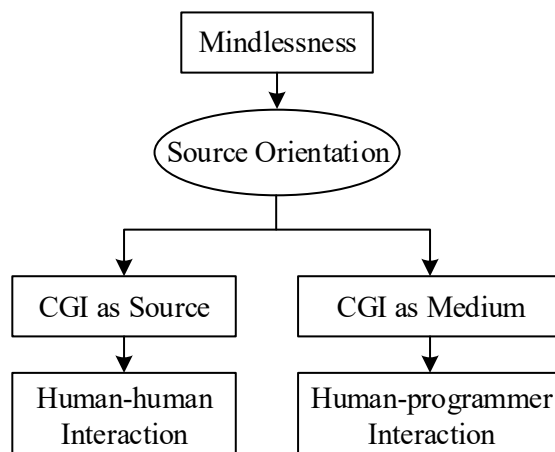 Mindlessness
Source Orientation
CGI as Source
CGI as Medium
Human-human
Interaction
Human-programmer
Interaction